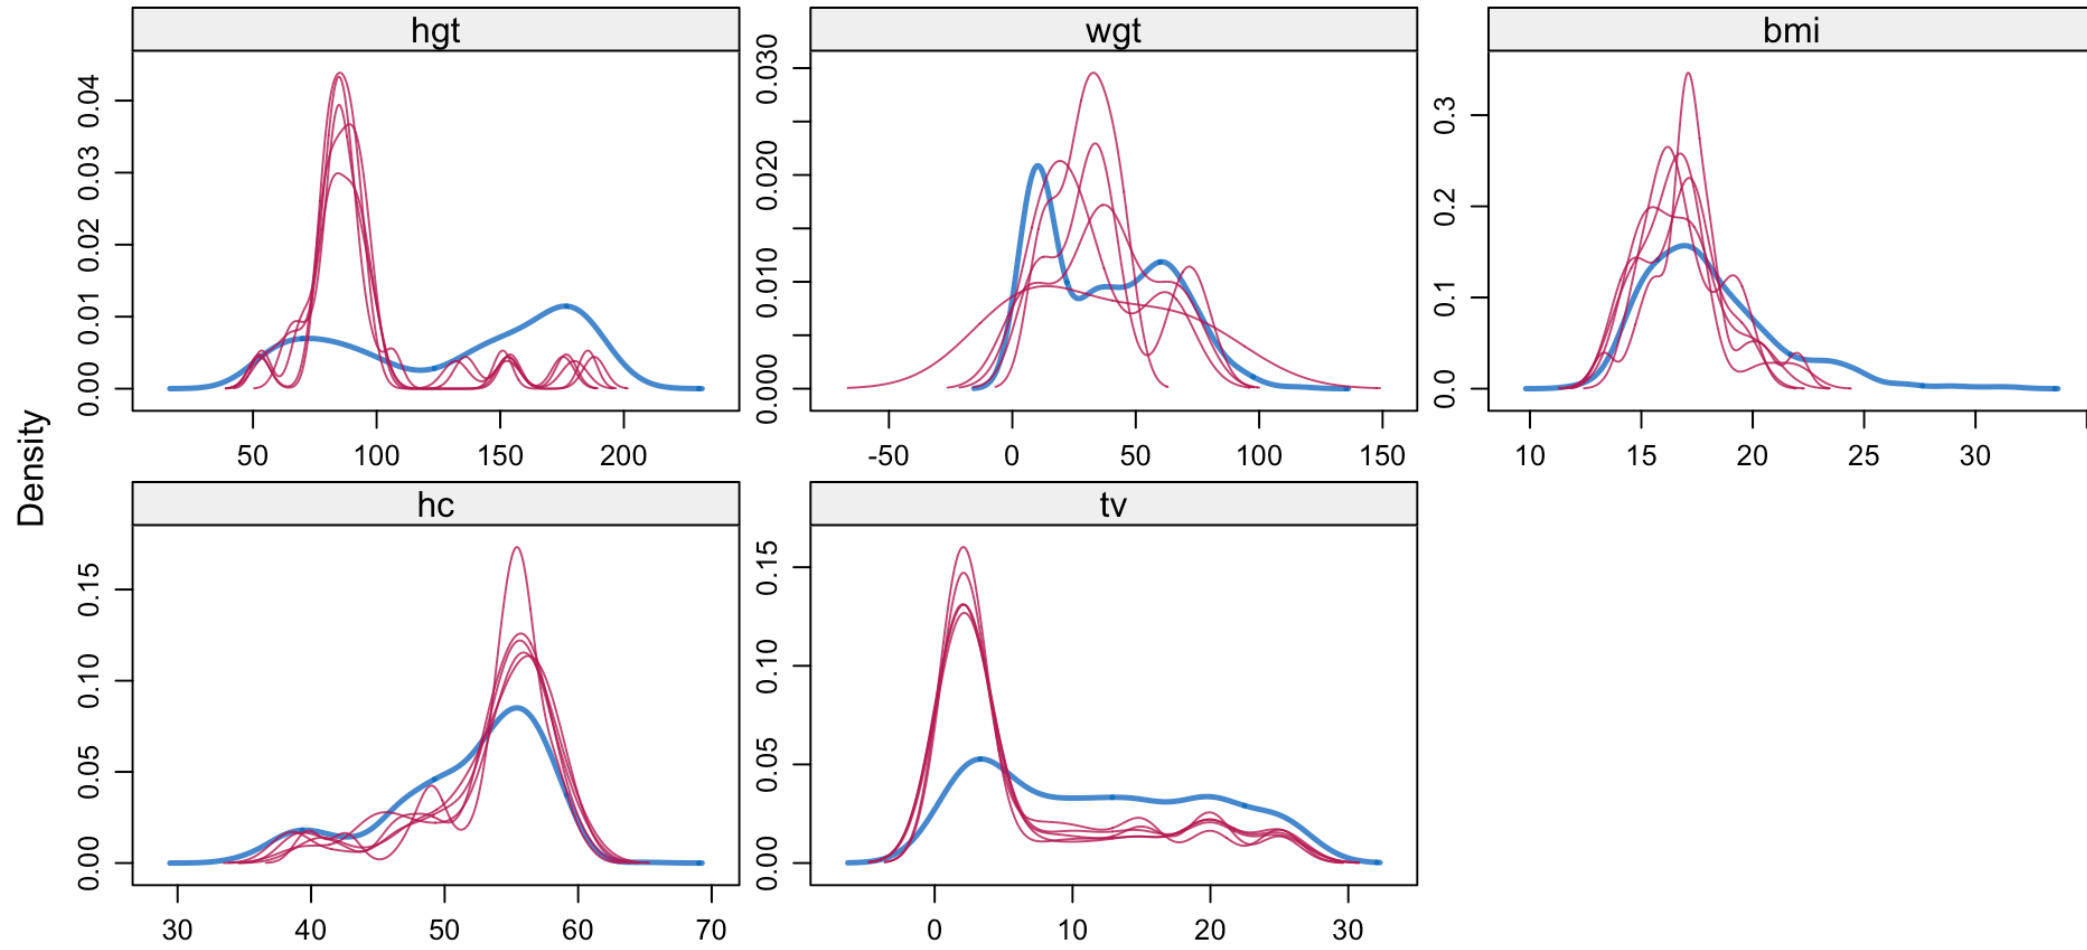 hgt
wgt
bmi
0.00 0.01 0.02 0.03 0.04
0.000 0.010 0.020 0.030
0.0 0.1 0.2 0.3
50 100 150 200
-50 0 50 100 150
10 15 20 25 30
Density
hc
tv
0.00 0.05 0.10 0.15
0.00 0.05 0.10 0.15
30 40 50 60 70
0 10 20 30